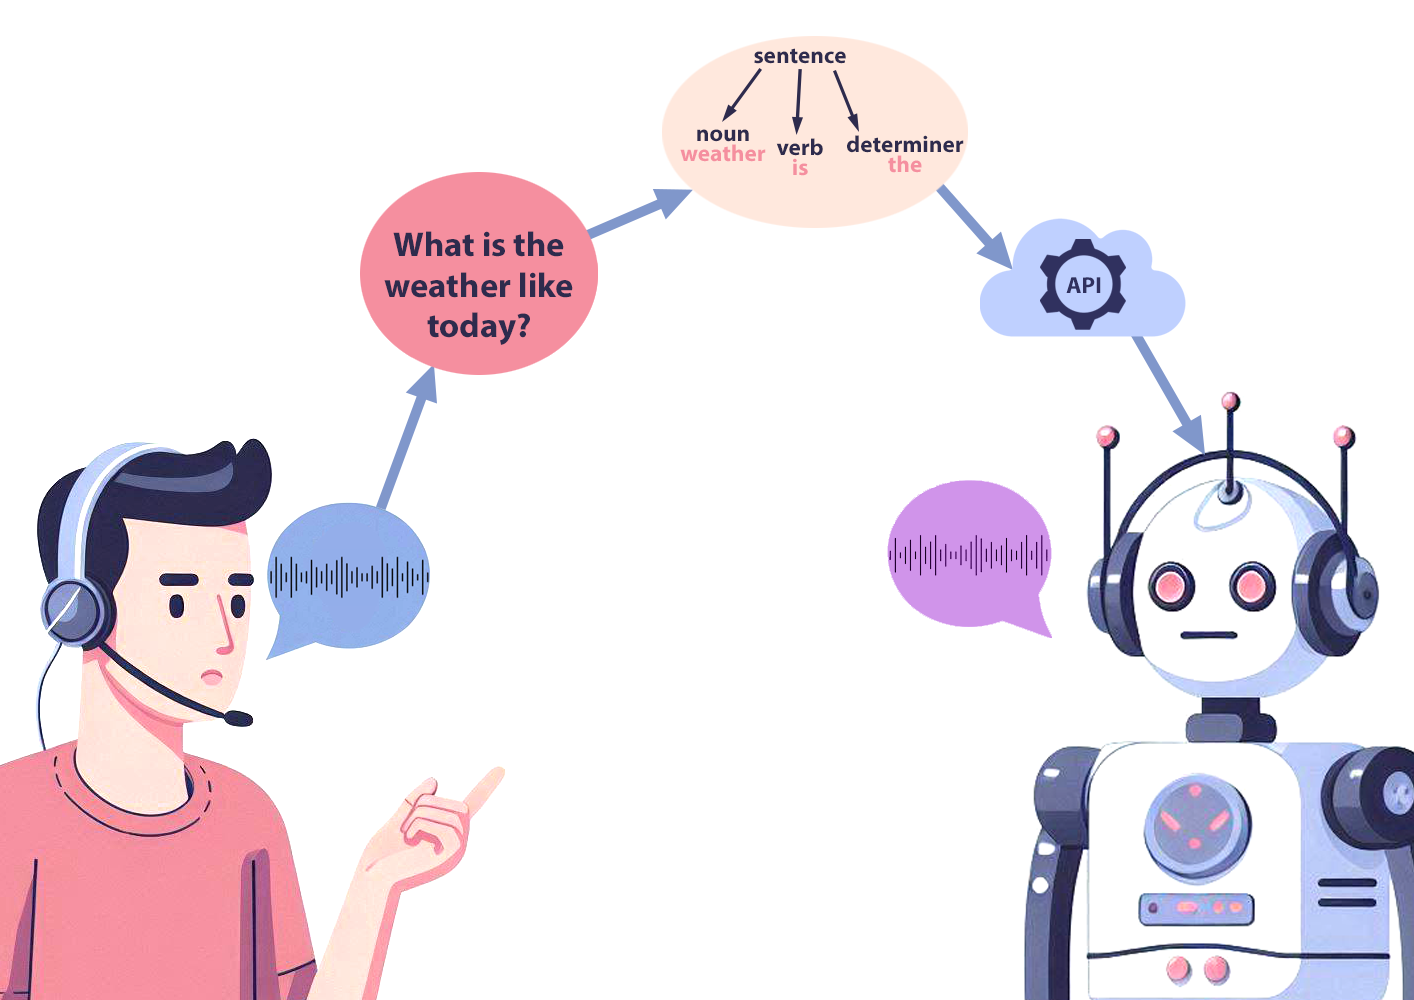 What is the
weather like
today?
sentence
noun
weather
verb
is
determiner
the
API